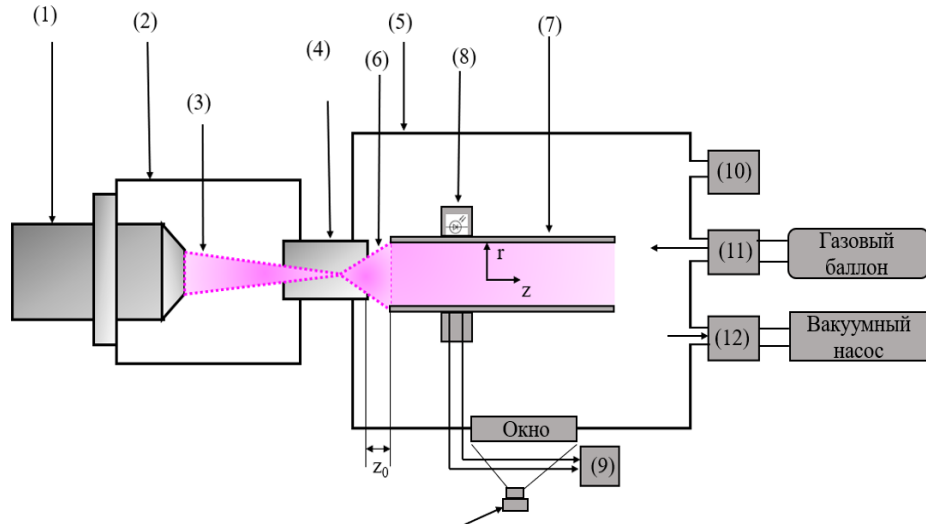 (1)
(2)
(3)
(4)
(5)
(6)
(7)
(8)
(10)
r
z
(11)
Газовый
баллон
(12)
Вакуумный
насос
Окно
z₀
(9)